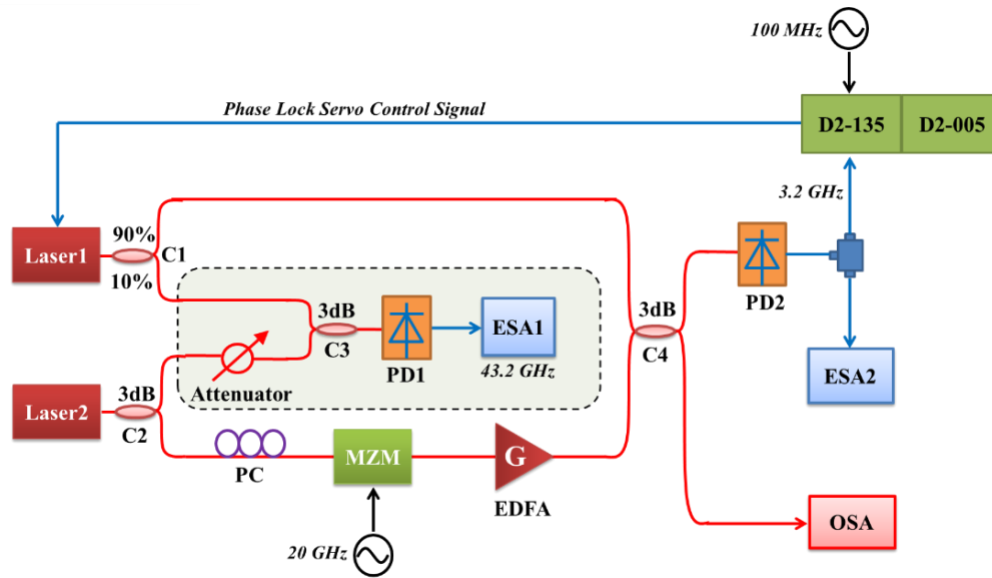 100 MHz
Phase Lock Servo Control Signal
D2-135
D2-005
3.2 GHz
90%
Laser1
C1
10%
3dB
ESA1
PD2
3dB
C3
C4
PD1
43.2 GHz
Attenuator
ESA2
3dB
Laser2
C2
MZM
G
PC
EDFA
OSA
20 GHz